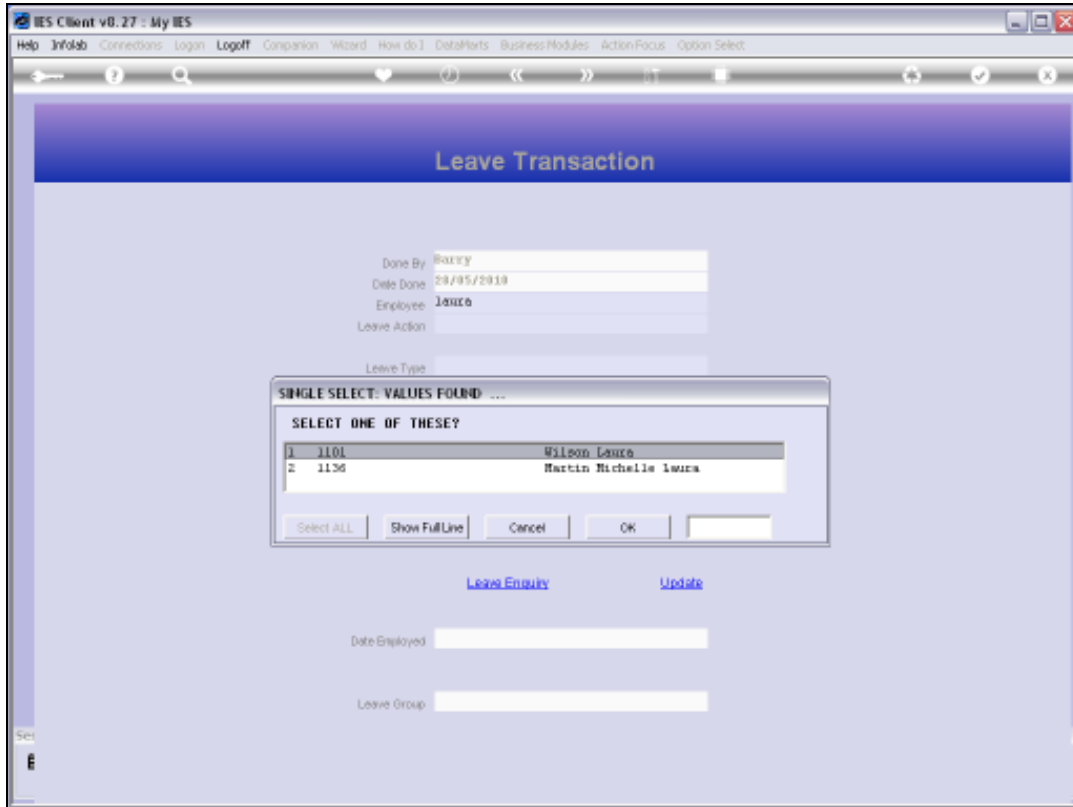 IES Client v8.27 : My IES
Help Infolab Connections Logon Logoff Companion Wizard How do I DataMarts Business Modules Action Focus Option Select
Leave Transaction
Done By Barry
Date Done 28/05/2010
Employee laura
Leave Action
Leave Type
SINGLE SELECT: VALUES FOUND ...
SELECT ONE OF THESE?
1 1101 Wilson Laura
2 1136 Martin Michelle Laura
Select ALL Show Full Line Cancel OK
Leave Enquiry Update
Date Employed
Leave Group